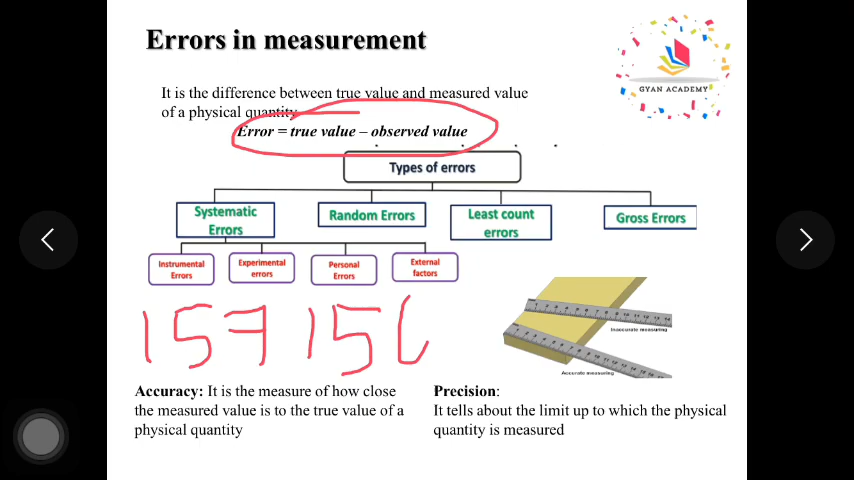 Errors in measurement
GYAN ACADEMY
It is the difference between true value and measured value
of a physical quantity
Error = true value – observed value
Types of errors
Systematic
Errors
Random Errors
Least count
errors
Gross Errors
Instrumental
Errors
Experimental
errors
Personal
Errors
External
factors
157 156
Inaccurate measuring
Accurate measuring
Accuracy: It is the measure of how close
the measured value is to the true value of a
physical quantity
Precision:
It tells about the limit up to which the physical
quantity is measured